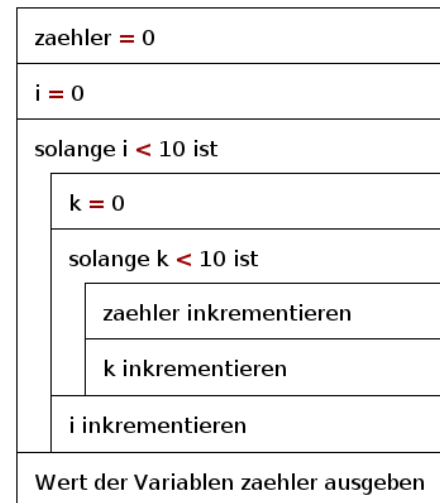 zaehler = 0
i = 0
solange i < 10 ist
k = 0
solange k < 10 ist
zaehler inkrementieren
k inkrementieren
i inkrementieren
Wert der Variablen zaehler ausgeben